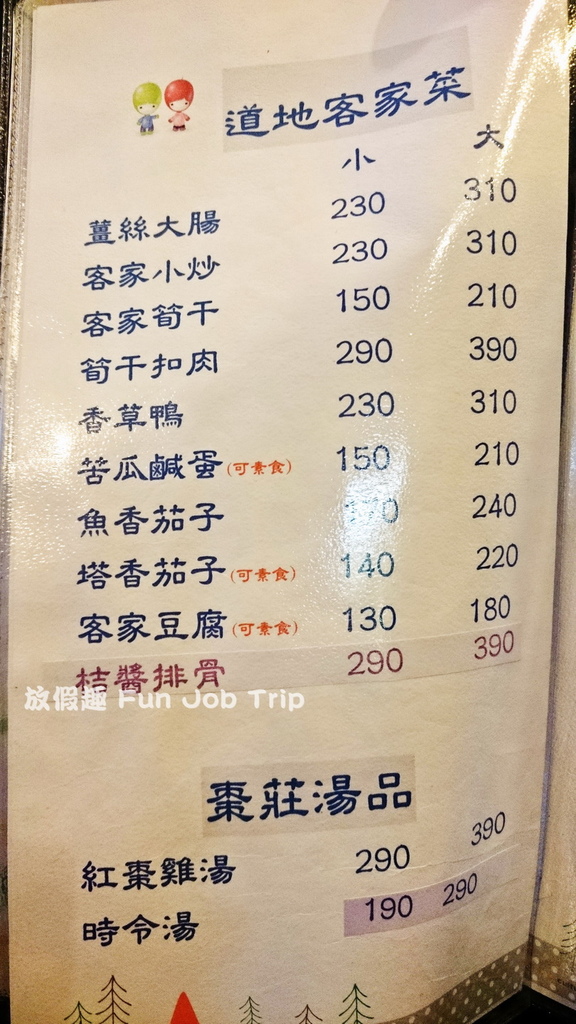 道地客家菜
小 大
薑絲大腸 230 310
客家小炒 230 310
客家筍干 150 210
筍干扣肉 290 390
香草鴨 230 310
苦瓜鹹蛋(可素食) 150 210
魚香茄子 170 240
塔香茄子(可素食) 140 220
客家豆腐(可素食) 130 180
桔醬排骨 290 390
放假趣 Fun Job Trip
棗莊湯品
紅棗雞湯 290 390
時令湯 190 290